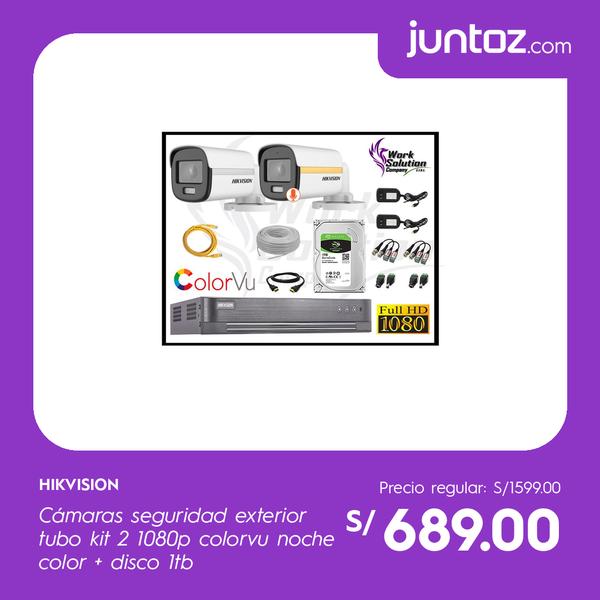 juntoz.com
Work
Solution
Company
HIKVISION
HIKVISION
ColorVu
HIKVISION
Full HD
1080
HIKVISION
Precio regular: S/1599.00
Cámaras seguridad exterior
tubo kit 2 1080p colorvu noche
color + disco 1tb
S/ 689.00